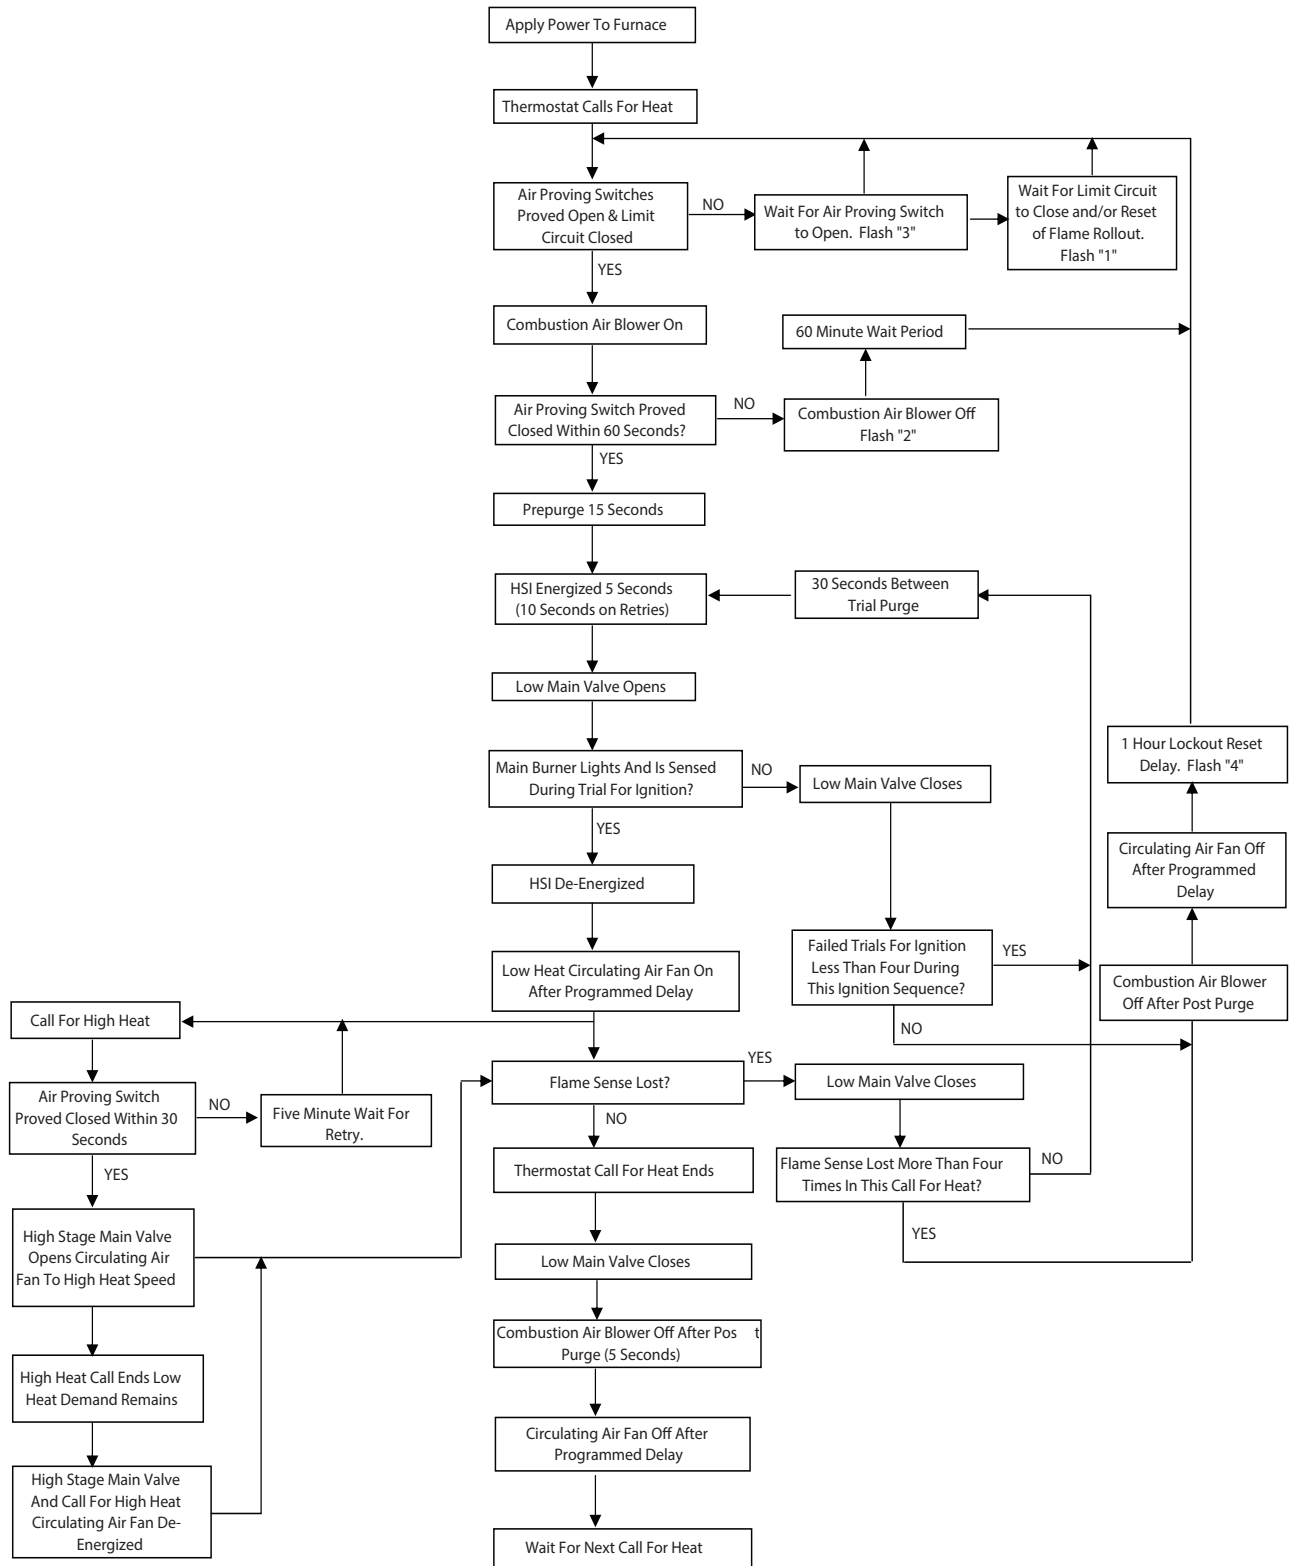 Apply Power To Furnace
Thermostat Calls For Heat
Air Proving Switches
Proved Open & Limit
Circuit Closed
NO
Wait For Air Proving Switch
to Open. Flash "3"
Wait For Limit Circuit
to Close and/or Reset
of Flame Rollout.
Flash "1"
YES
Combustion Air Blower On
60 Minute Wait Period
Air Proving Switch Proved
Closed Within 60 Seconds?
NO
Combustion Air Blower Off
Flash "2"
YES
Prepurge 15 Seconds
HSI Energized 5 Seconds
(10 Seconds on Retries)
30 Seconds Between
Trial Purge
Low Main Valve Opens
Main Burner Lights And Is Sensed
During Trial For Ignition?
NO
Low Main Valve Closes
1 Hour Lockout Reset
Delay. Flash "4"
YES
HSI De-Energized
Circulating Air Fan Off
After Programmed
Delay
Low Heat Circulating Air Fan On
After Programmed Delay
Failed Trials For Ignition
Less Than Four During
This Ignition Sequence?
YES
NO
Combustion Air Blower
Off After Post Purge
Call For High Heat
Air Proving Switch
Proved Closed Within 30
Seconds
NO
Five Minute Wait For
Retry.
YES
Flame Sense Lost?
YES
Low Main Valve Closes
NO
Thermostat Call For Heat Ends
Flame Sense Lost More Than Four
Times In This Call For Heat?
NO
YES
High Stage Main Valve
Opens Circulating Air
Fan To High Heat Speed
Low Main Valve Closes
Combustion Air Blower Off After Pos t
Purge (5 Seconds)
High Heat Call Ends Low
Heat Demand Remains
Circulating Air Fan Off After
Programmed Delay
High Stage Main Valve
And Call For High Heat
Circulating Air Fan De-
Energized
Wait For Next Call For Heat